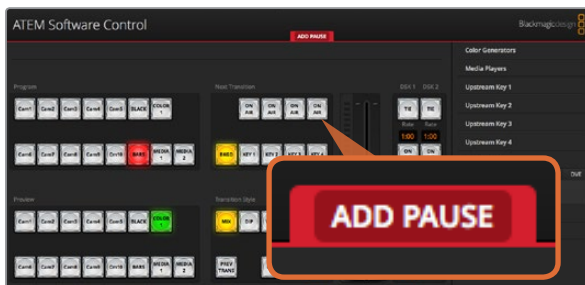 ATEM Software Control
Blackmagicdesign
ADD PAUSE
Color Generators
Media Players
Upstream Key 1
Upstream Key 2
Upstream Key 3
Upstream Key 4
Program
Next Transition
DSK 1 DSK 2
Cam1 Cam2 Cam3 Cam4 Cam5 BLACK COLOR 1
ON AIR ON AIR ON AIR ON AIR
TIE TIE
Rate Rate
1:00 1:00
Cam6 Cam7 Cam8 Cam9 Cm10 BARS MEDIA 1 MEDIA 2
BKGD KEY 1 KEY 2 KEY 3 KEY 4
ON ON
DVE
Preview
Transition Style
Cam1 Cam2 Cam3 Cam4 Cam5 BLACK COLOR 1
MIX DIP
Cam6 Cam7 Cam8 Cam9 Cm10 BARS MEDIA 1 MEDIA 2
PREV TRANS
ADD PAUSE